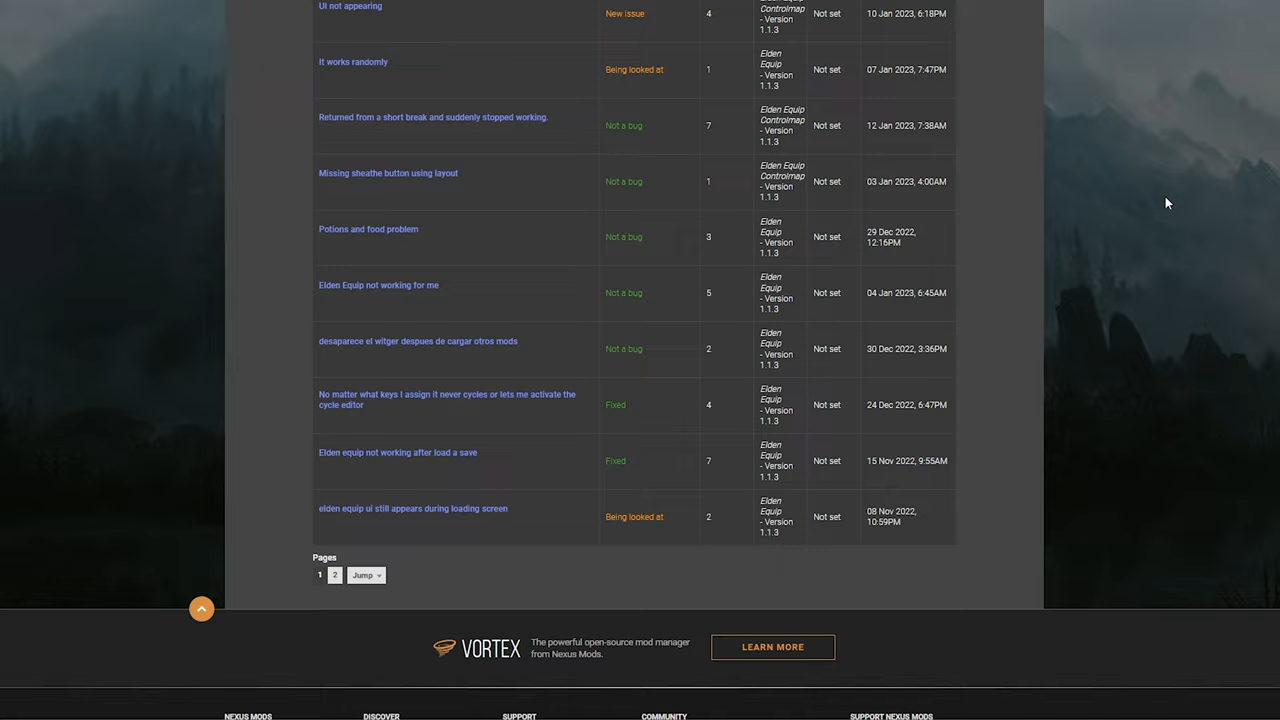 UI not appearing
New issue
4
Elden Equip
Controlmap
- Version
1.1.3
Not set
10 Jan 2023, 6:18PM
It works randomly
Being looked at
1
Elden
Equip
- Version
1.1.3
Not set
07 Jan 2023, 7:47PM
Returned from a short break and suddenly stopped working.
Not a bug
7
Elden Equip
Controlmap
- Version
1.1.3
Not set
12 Jan 2023, 7:38AM
Missing sheathe button using layout
Not a bug
1
Elden Equip
Controlmap
- Version
1.1.3
Not set
03 Jan 2023, 4:00AM
Potions and food problem
Not a bug
3
Elden
Equip
- Version
1.1.3
Not set
29 Dec 2022,
12:16PM
Elden Equip not working for me
Not a bug
5
Elden
Equip
- Version
1.1.3
Not set
04 Jan 2023, 6:45AM
desaparece el witger despues de cargar otros mods
Not a bug
2
Elden
Equip
- Version
1.1.3
Not set
30 Dec 2022, 3:36PM
No matter what keys I assign it never cycles or lets me activate the
cycle editor
Fixed
4
Elden
Equip
- Version
1.1.3
Not set
24 Dec 2022, 6:47PM
Elden equip not working after load a save
Fixed
7
Elden
Equip
- Version
1.1.3
Not set
15 Nov 2022, 9:55AM
elden equip ui still appears during loading screen
Being looked at
2
Elden
Equip
- Version
1.1.3
Not set
08 Nov 2022,
10:59PM
Pages
1 2 Jump
VORTEX
The powerful open-source mod manager
from Nexus Mods.
LEARN MORE
NEXUS MODS DISCOVER SUPPORT COMMUNITY SUPPORT NEXUS MODS